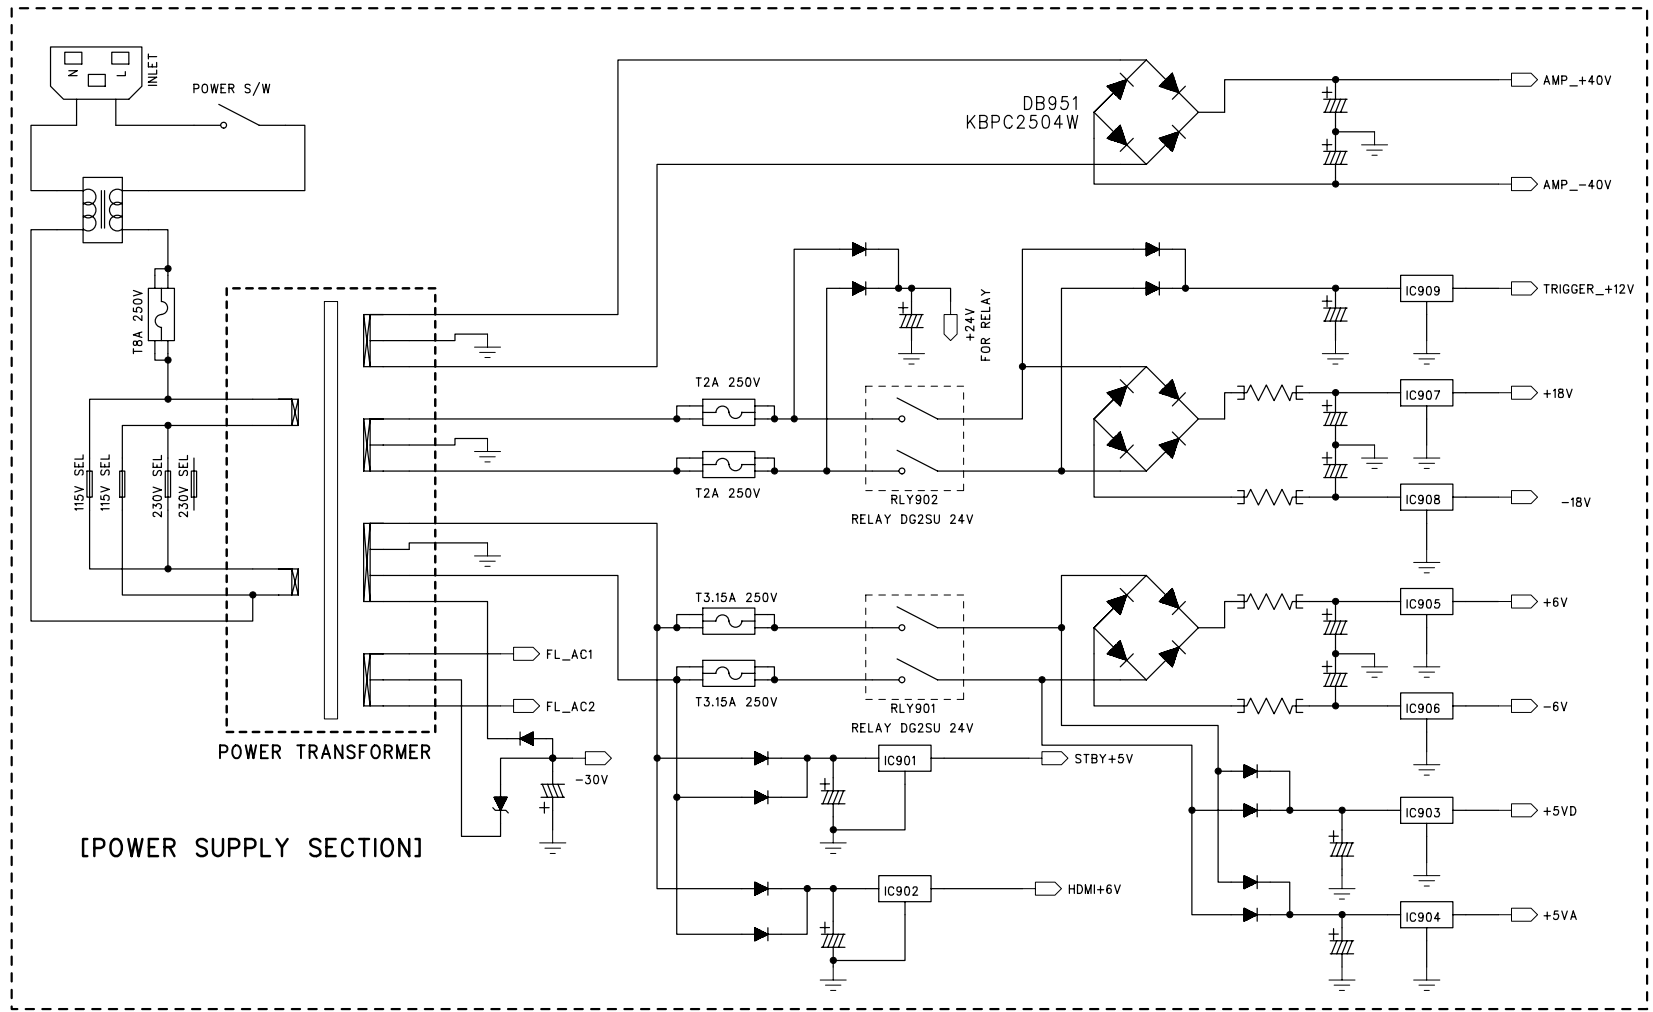 N
L
INLET
POWER S/W
DB951
KBPC2504W
AMP_+40V
AMP_-40V
T8A 250V
+24V
FOR RELAY
IC909
TRIGGER_+12V
T2A 250V
T2A 250V
RLY902
RELAY DG2SU 24V
IC907
+18V
IC908
-18V
115V SEL
115V SEL
230V SEL
230V SEL
T3.15A 250V
T3.15A 250V
RLY901
RELAY DG2SU 24V
IC905
+6V
IC906
-6V
FL_AC1
FL_AC2
POWER TRANSFORMER
-30V
IC901
STBY+5V
IC903
+5VD
[POWER SUPPLY SECTION]
IC902
HDMI+6V
IC904
+5VA
+
+
+
+
+
+
+
+
+
+
+
+
+